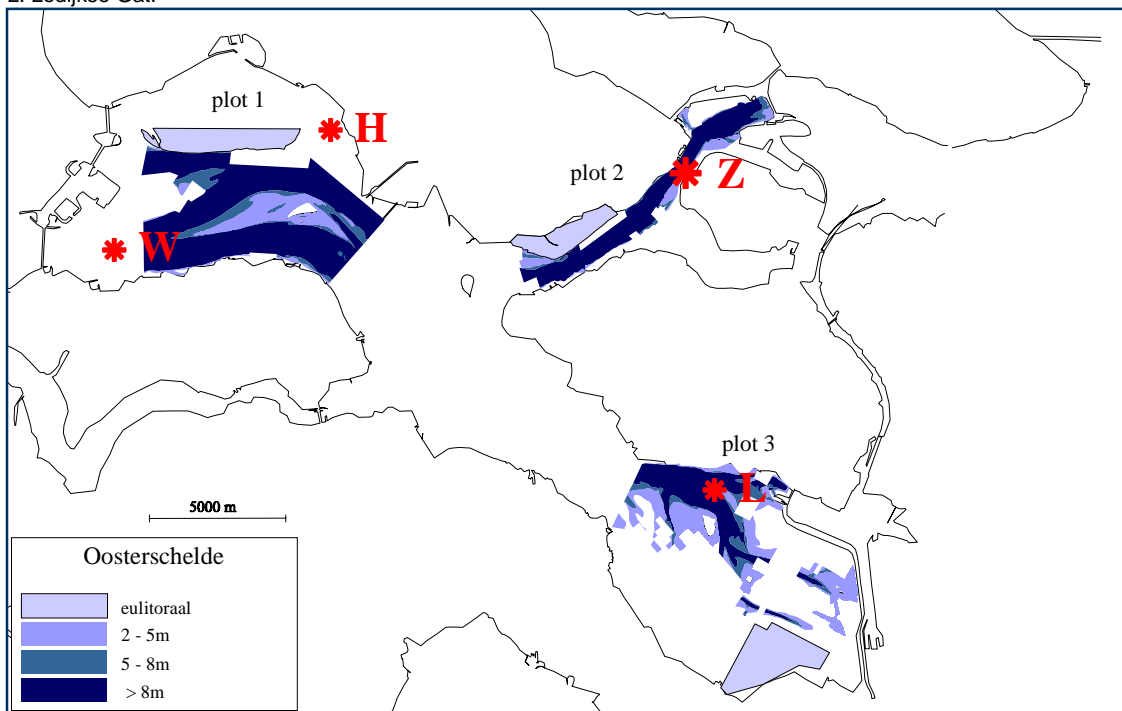 plot 1
H
plot 2
Z
W
plot 3
L
5000 m
Oosterschelde
eulitoraal
2 - 5m
5 - 8m
> 8m